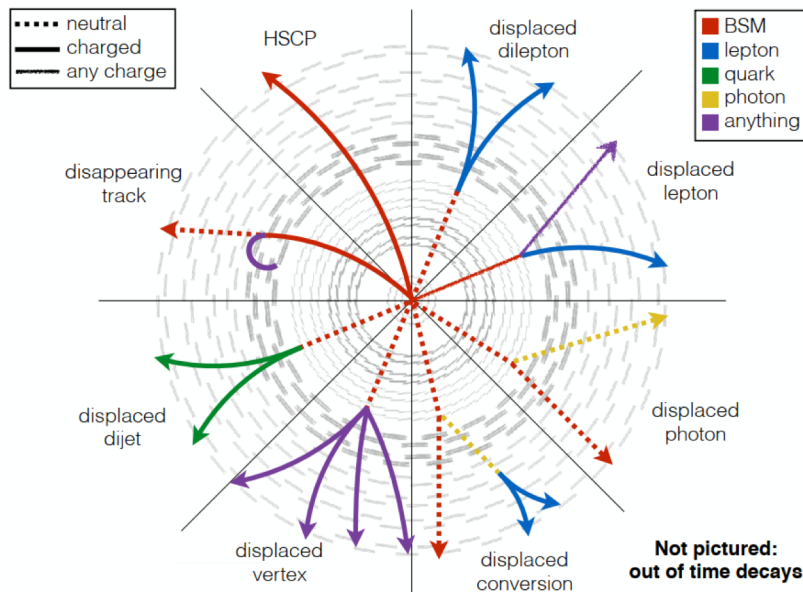 neutral
charged
any charge
HSCP
displaced
dilepton
BSM
lepton
quark
photon
anything
disappearing
track
displaced
lepton
displaced
dijet
displaced
photon
displaced
vertex
displaced
conversion
Not pictured:
out of time decays